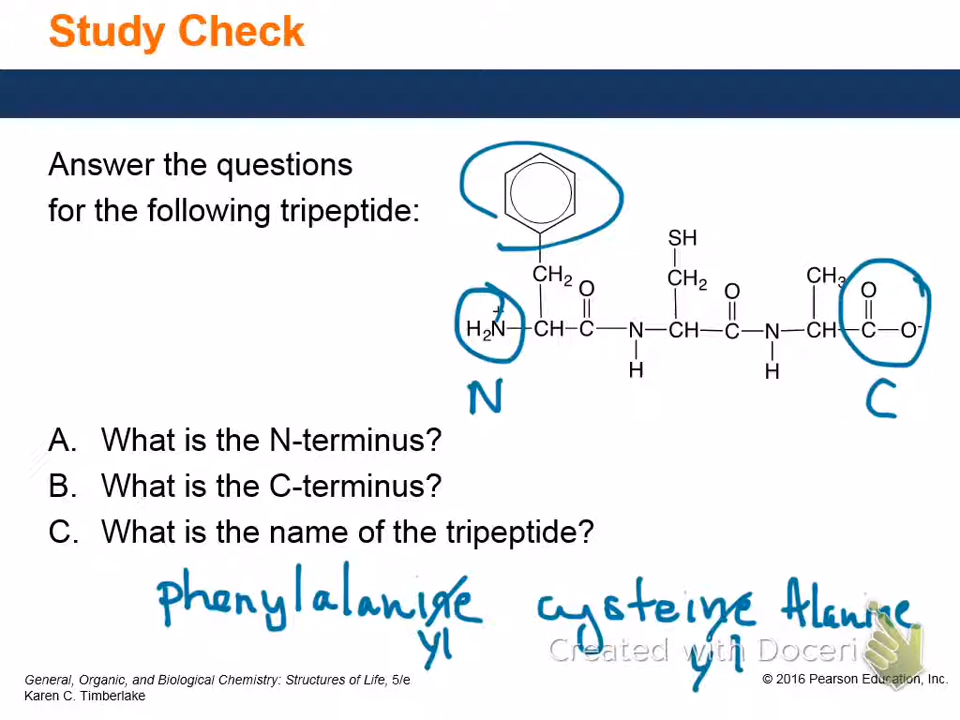 Study Check
Answer the questions
for the following tripeptide:
SH
CH2 O CH2 O CH3 O
+
H2N CH C N CH C N CH C O-
H H
N C
A. What is the N-terminus?
B. What is the C-terminus?
C. What is the name of the tripeptide?
phenylalanine cysteine Alanine
yl yl
Created with Doceri
General, Organic, and Biological Chemistry: Structures of Life, 5/e
Karen C. Timberlake
© 2016 Pearson Education, Inc.